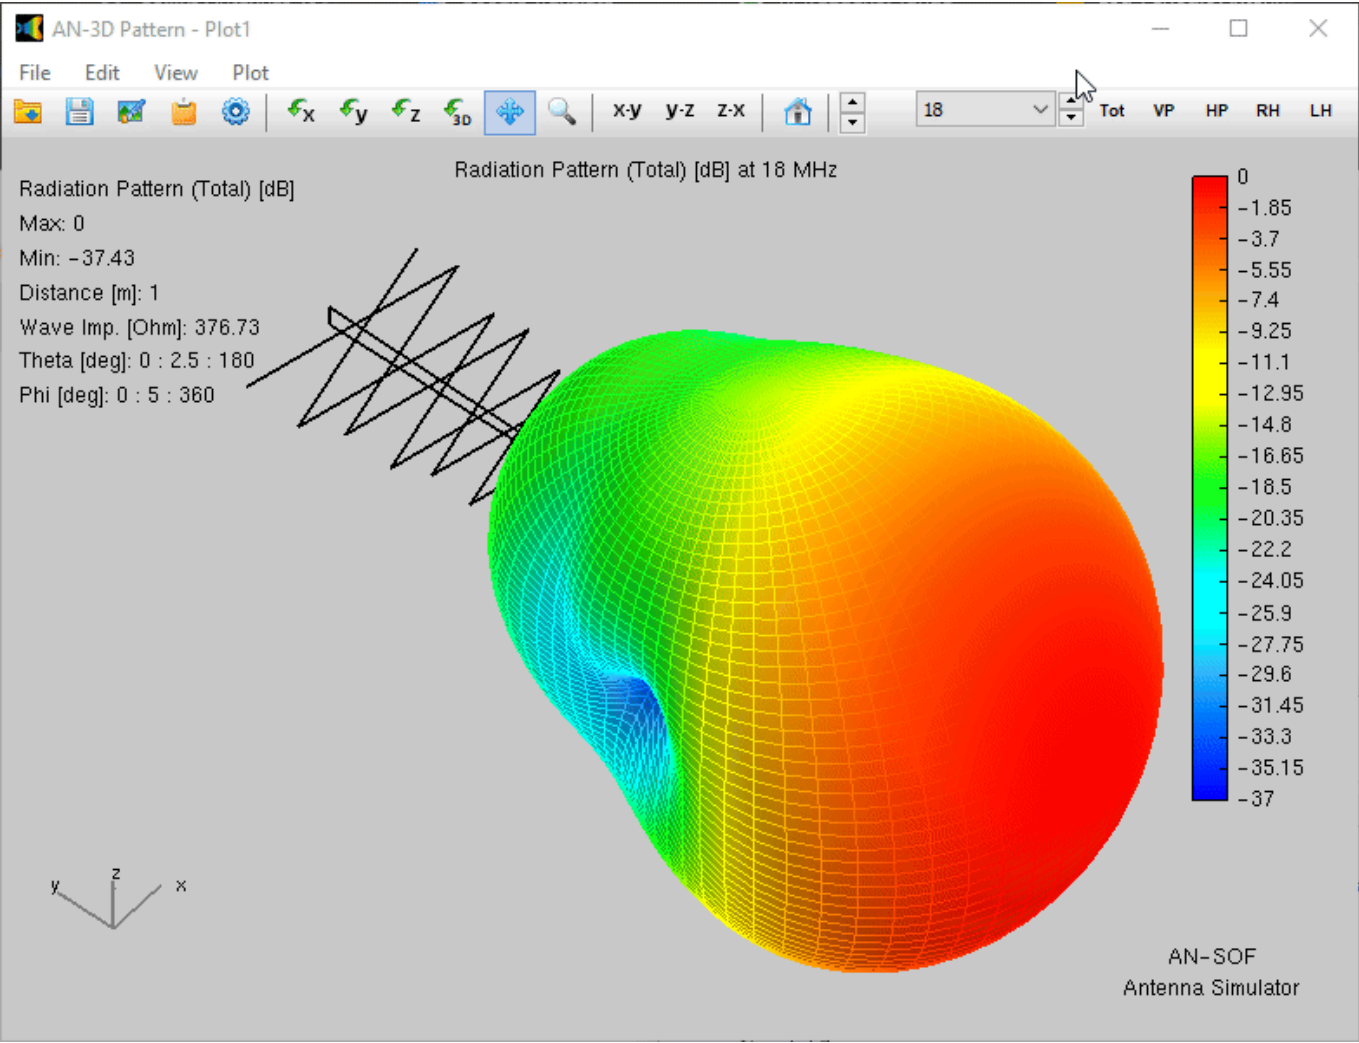 AN-3D Pattern - Plot1
File Edit View Plot
x y z 3D x-y y-z z-x 18 Tot VP HP RH LH
Radiation Pattern (Total) [dB] at 18 MHz
Radiation Pattern (Total) [dB]
Max: 0
Min: -37.43
Distance [m]: 1
Wave Imp. [Ohm]: 376.73
Theta [deg]: 0 : 2.5 : 180
Phi [deg]: 0 : 5 : 360
0
-1.85
-3.7
-5.55
-7.4
-9.25
-11.1
-12.95
-14.8
-16.65
-18.5
-20.35
-22.2
-24.05
-25.9
-27.75
-29.6
-31.45
-33.3
-35.15
-37
y z x
AN-SOF
Antenna Simulator